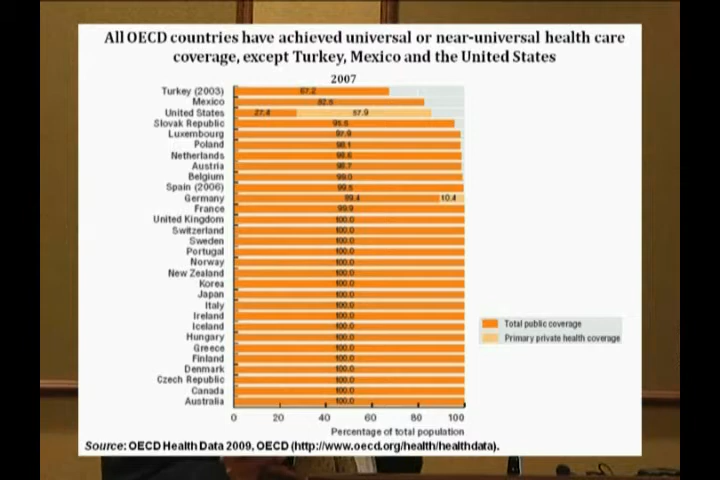 All OECD countries have achieved universal or near-universal health care
coverage, except Turkey, Mexico and the United States
2007
Turkey (2003) 67.2
Mexico 82.5
United States 27.4 57.9
Slovak Republic 95.5
Luxembourg 97.9
Poland 98.1
Netherlands 98.6
Austria 98.7
Belgium 99.0
Spain (2006) 99.5
Germany 89.4 10.4
France 99.9
United Kingdom 100.0
Switzerland 100.0
Sweden 100.0
Portugal 100.0
Norway 100.0
New Zealand 100.0
Korea 100.0
Japan 100.0
Italy 100.0
Ireland 100.0
Iceland 100.0
Hungary 100.0
Greece 100.0
Finland 100.0
Denmark 100.0
Czech Republic 100.0
Canada 100.0
Australia 100.0
Total public coverage
Primary private health coverage
0 20 40 60 80 100
Percentage of total population
Source: OECD Health Data 2009, OECD (http://www.oecd.org/health/healthdata).